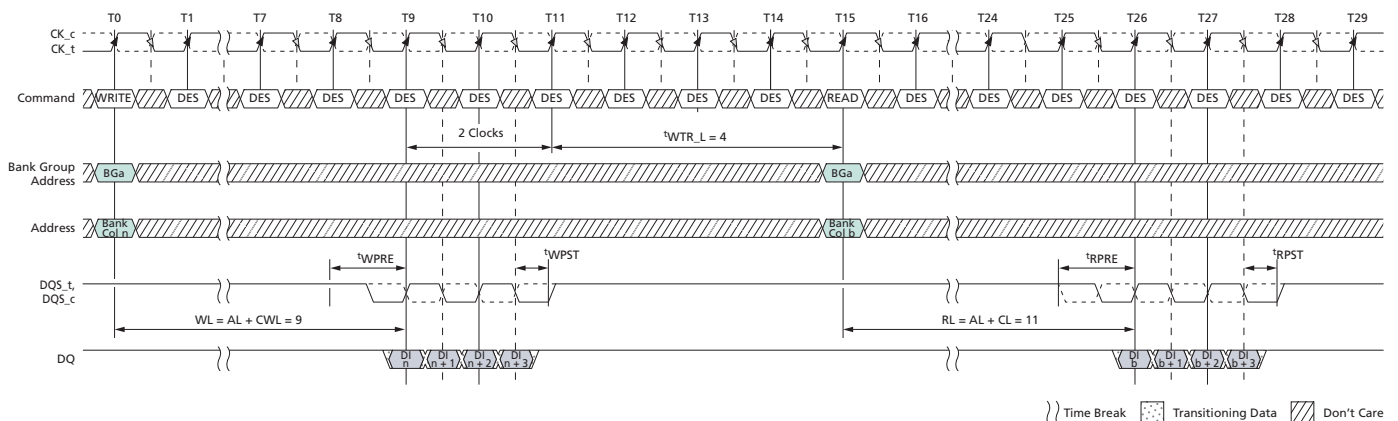 T0 T1 T7 T8 T9 T10 T11 T12 T13 T14 T15 T16 T24 T25 T26 T27 T28 T29
CK_c
CK_t
Command WRITE DES DES DES DES DES DES DES DES DES READ DES DES DES DES DES DES DES
2 Clocks tWTR_L = 4
Bank Group
Address BGa BGa
Address Bank Col n Bank Col b
tWPRE tWPST tRPRE tRPST
DQS_t,
DQS_c
WL = AL + CWL = 9 RL = AL + CL = 11
DQ DI n DI n + 1 DI n + 2 DI n + 3 DI b DI b + 1 DI b + 2 DI b + 3
Time Break Transitioning Data Don't Care